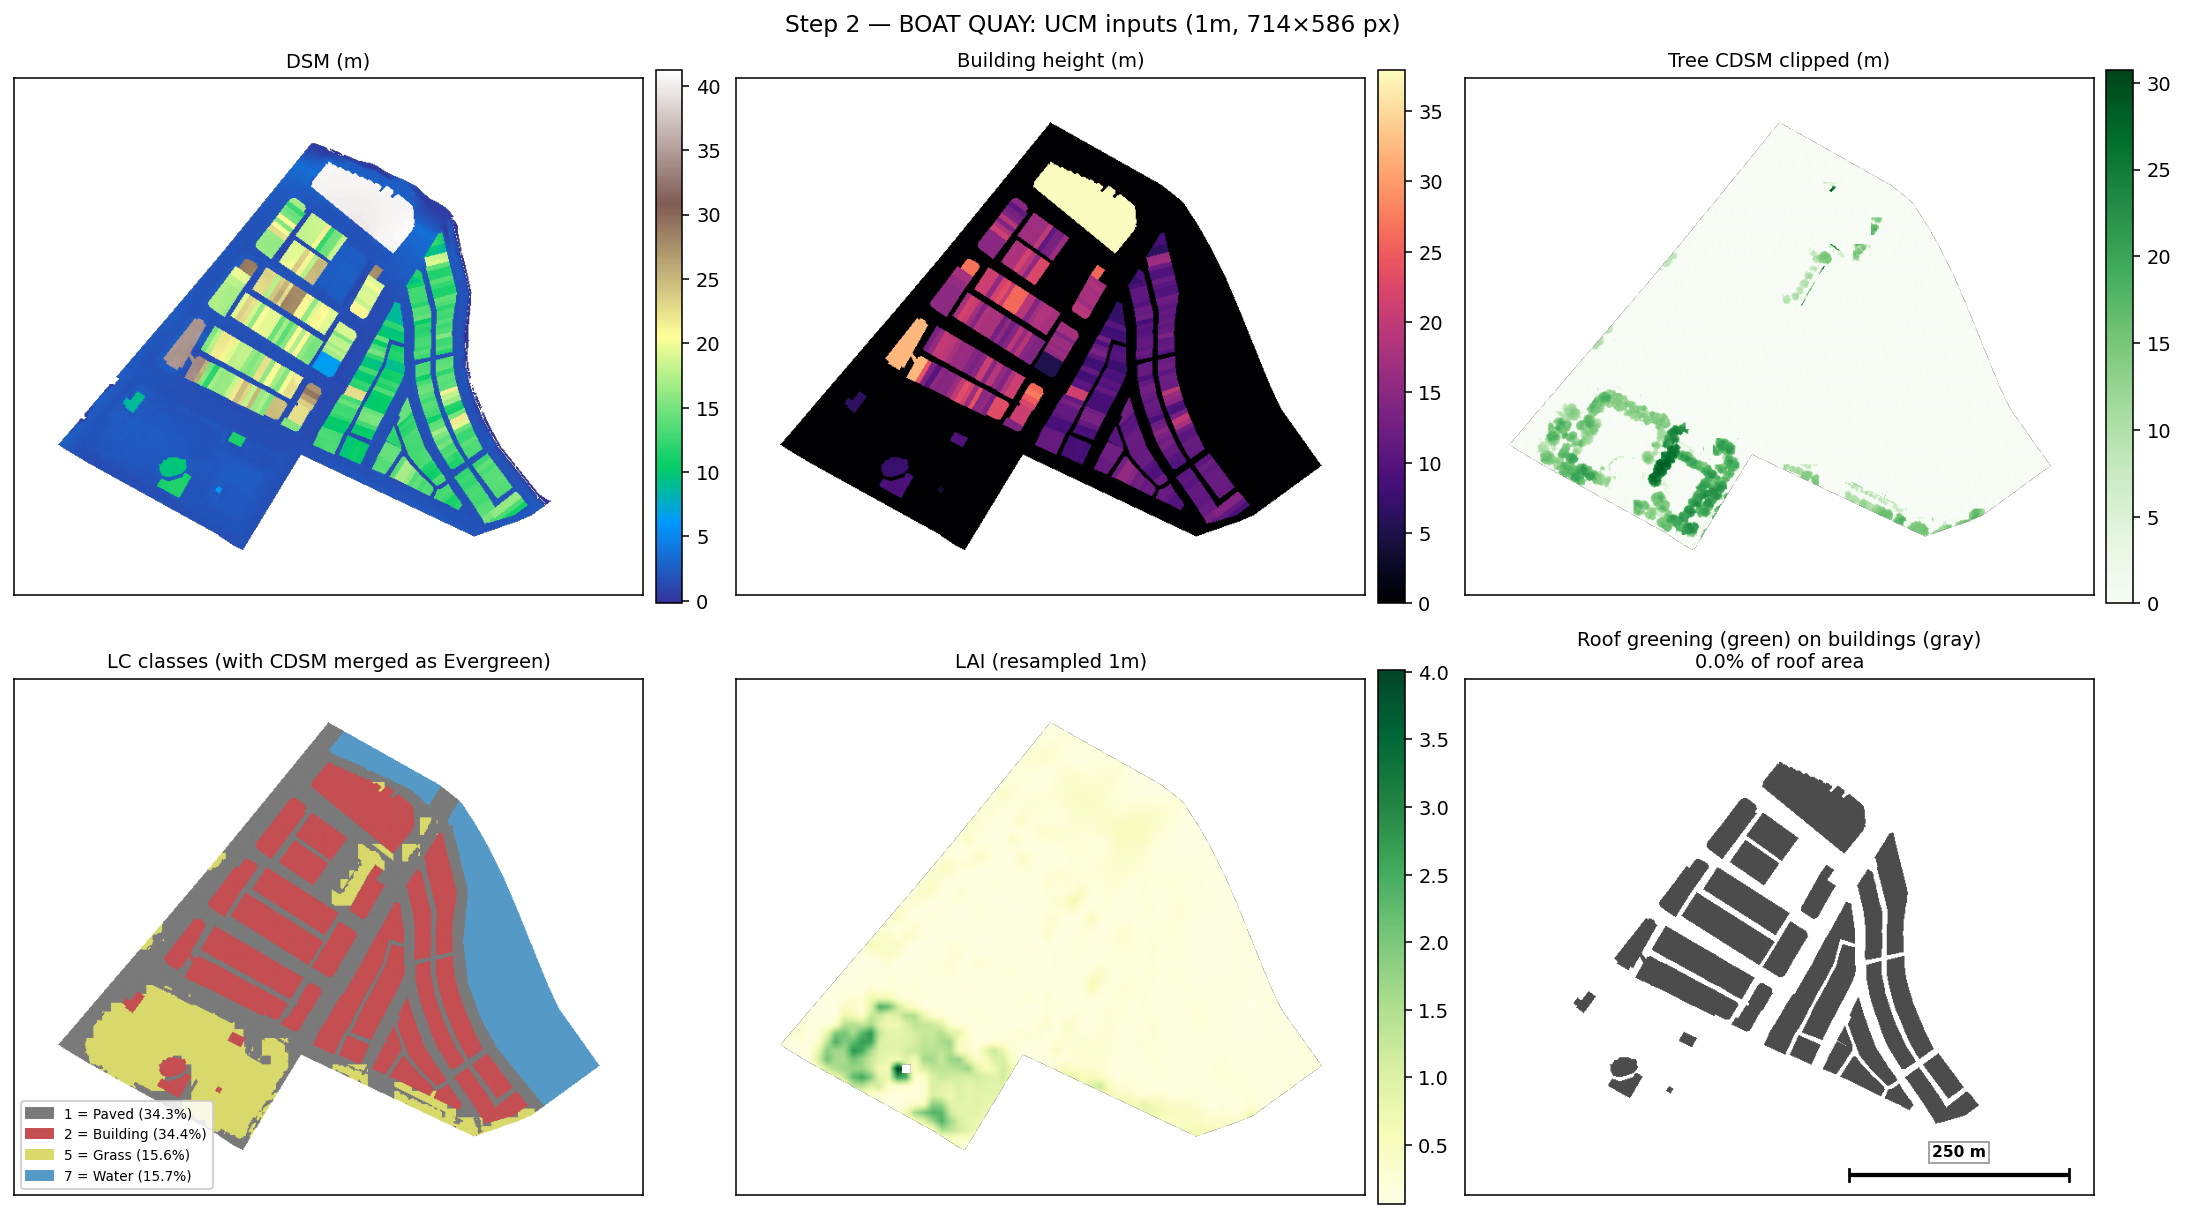 Step 2 — BOAT QUAY: UCM inputs (1m, 714×586 px)
DSM (m)
40
35
30
25
20
15
10
5
0
Building height (m)
35
30
25
20
15
10
5
0
Tree CDSM clipped (m)
30
25
20
15
10
5
0
LC classes (with CDSM merged as Evergreen)
1 = Paved (34.3%)
2 = Building (34.4%)
5 = Grass (15.6%)
7 = Water (15.7%)
LAI (resampled 1m)
4.0
3.5
3.0
2.5
2.0
1.5
1.0
0.5
Roof greening (green) on buildings (gray)
0.0% of roof area
250 m